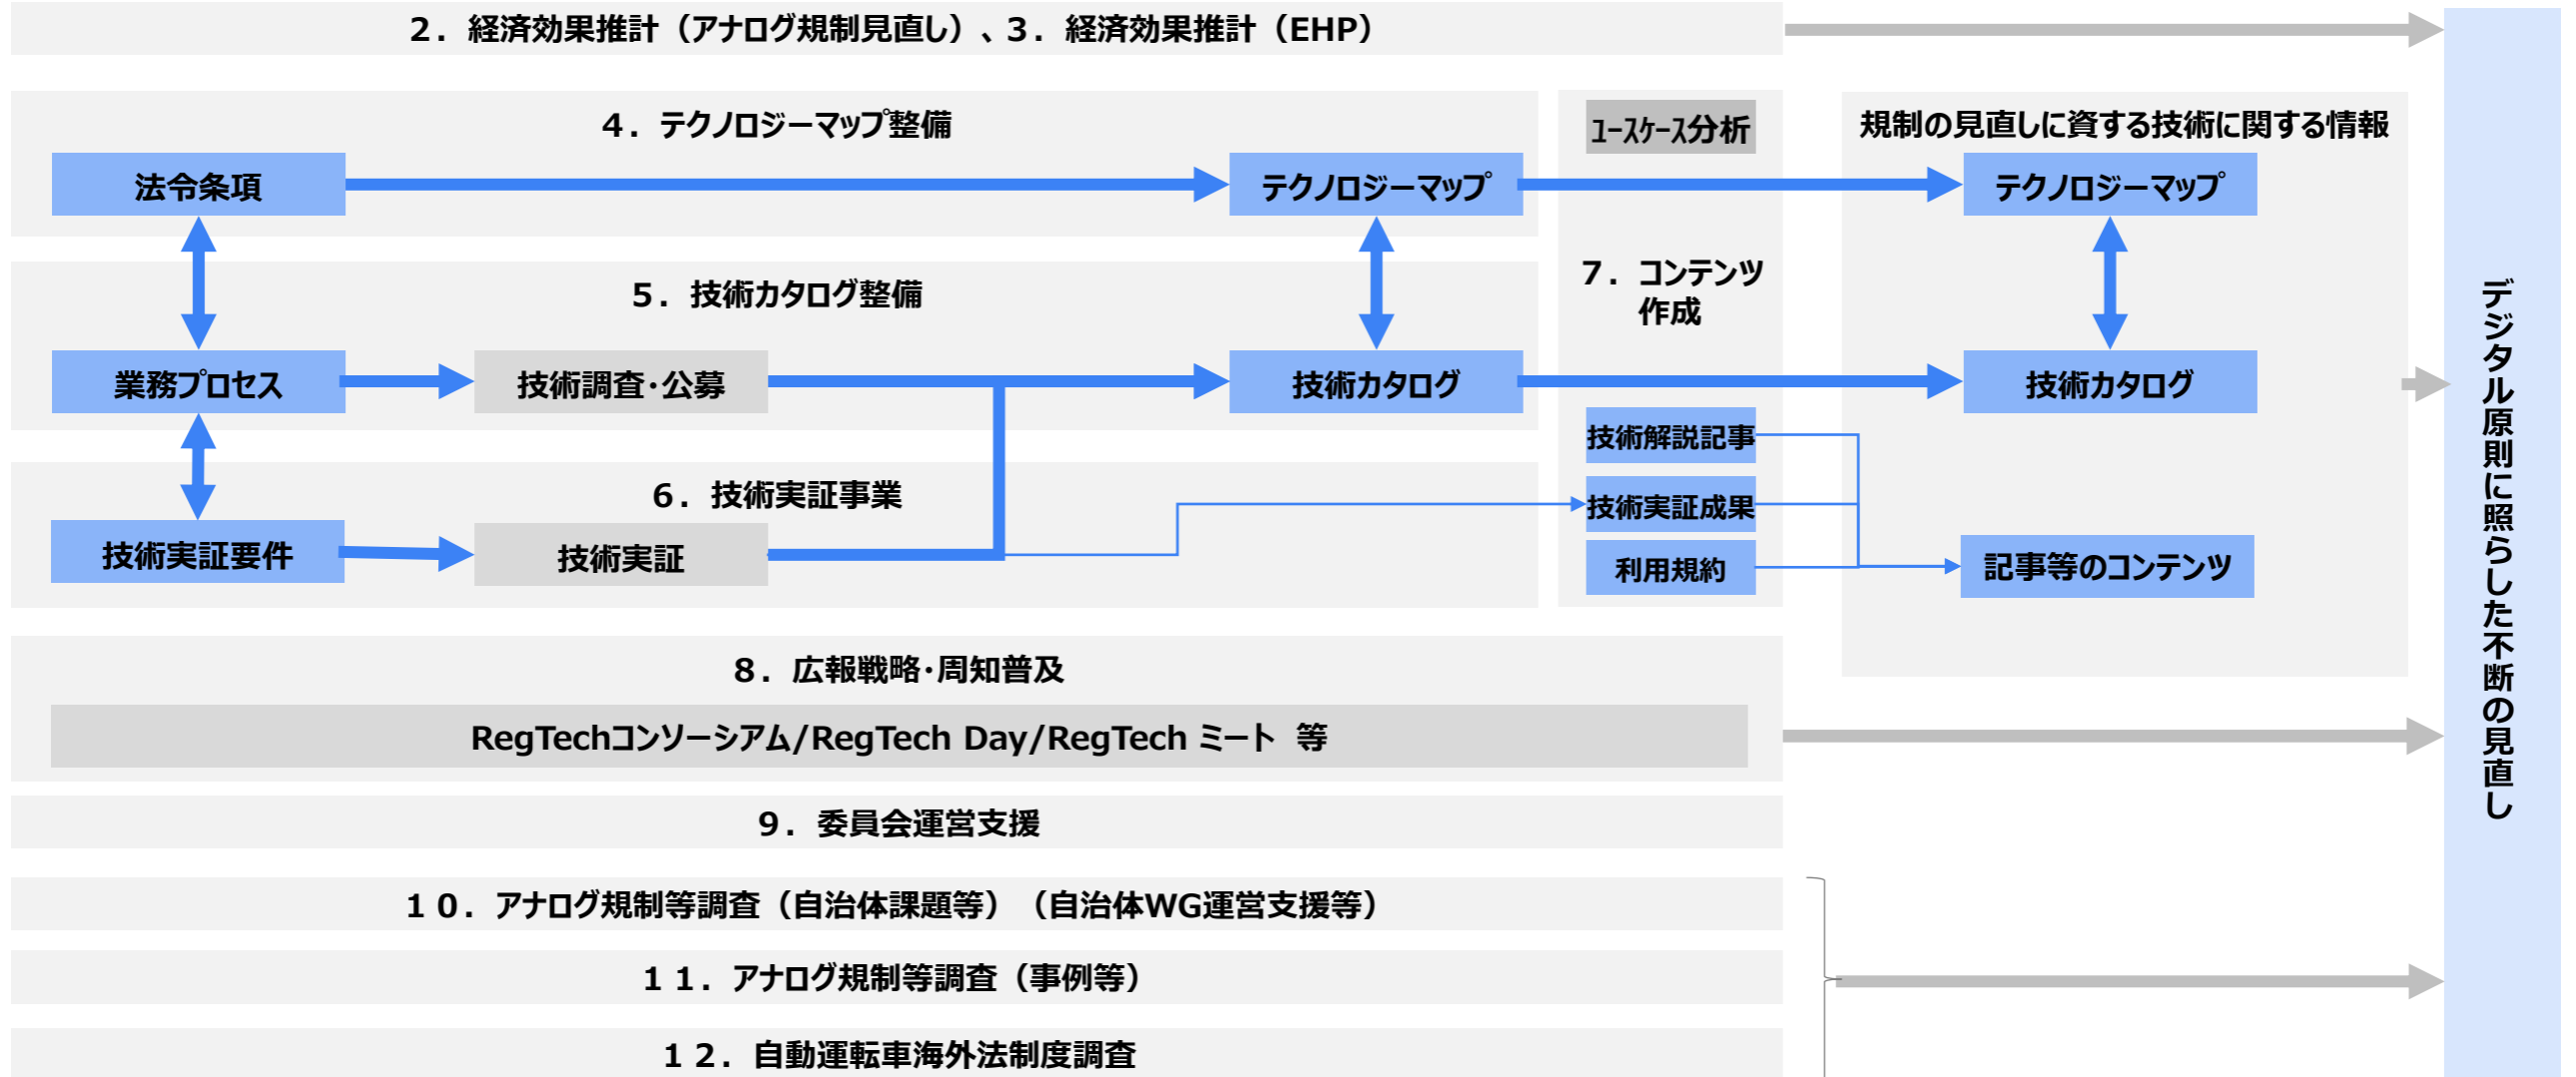 ２．経済効果推計（アナログ規制見直し）、３．経済効果推計（EHP）
４．テクノロジーマップ整備
法令条項
テクノロジーマップ
５．技術カタログ整備
業務プロセス
技術調査・公募
技術カタログ
６．技術実証事業
技術実証要件
技術実証
ユースケース分析
７．コンテンツ
作成
技術解説記事
技術実証成果
利用規約
規制の見直しに資する技術に関する情報
テクノロジーマップ
技術カタログ
記事等のコンテンツ
８．広報戦略・周知普及
RegTechコンソーシアム/RegTech Day/RegTech ミート 等
９．委員会運営支援
１０．アナログ規制等調査（自治体課題等）（自治体WG運営支援等）
１１．アナログ規制等調査（事例等）
１２．自動運転車海外法制度調査
デジタル原則に照らした不断の見直し